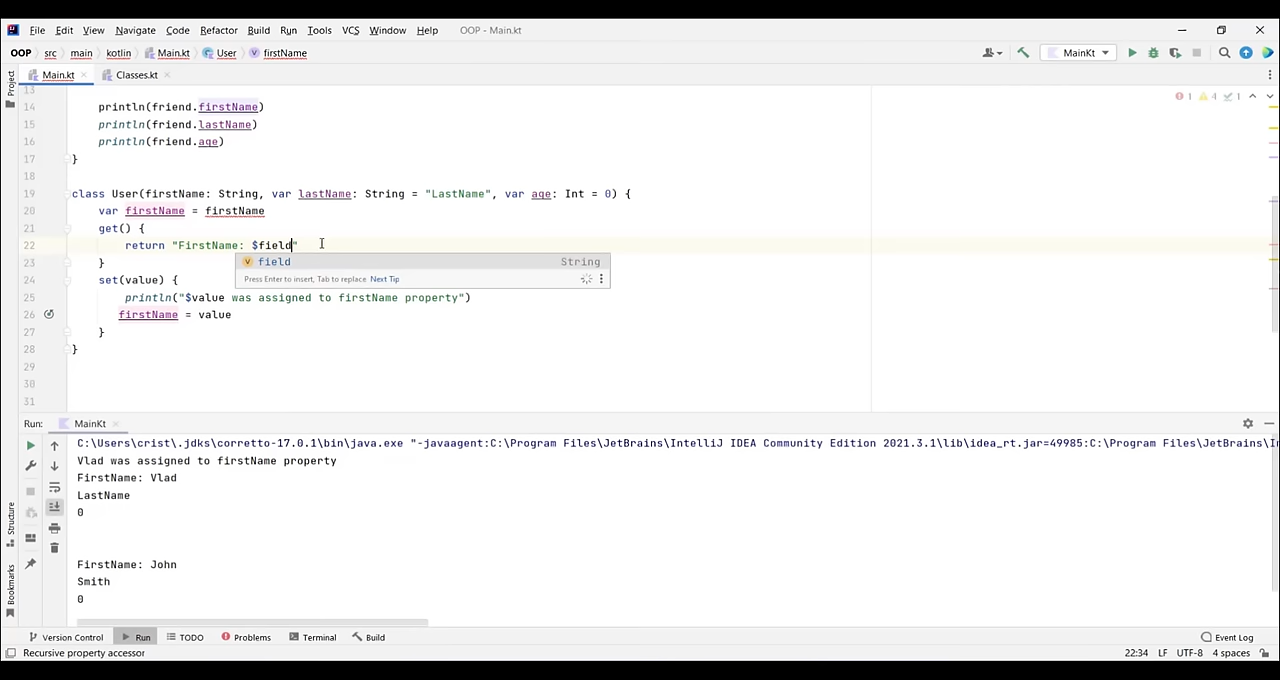 File Edit View Navigate Code Refactor Build Run Tools VCS Window Help OOP - Main.kt
OOP src main kotlin Main.kt User firstName MainKt
Project Main.kt Classes.kt
13 1 4 1
14 println(friend.firstName)
15 println(friend.lastName)
16 println(friend.age)
17 }
18
19 class User(firstName: String, var lastName: String = "LastName", var age: Int = 0) {
20 var firstName = firstName
21 get() {
22 return "FirstName: $field"
23 }
field String
24 set(value) {
Press Enter to insert, Tab to replace Next Tip
25 println("$value was assigned to firstName property")
26 firstName = value
27 }
28 }
29
30
31
Run: MainKt
C:\Users\crist\.jdks\corretto-17.0.1\bin\java.exe "-javaagent:C:\Program Files\JetBrains\IntelliJ IDEA Community Edition 2021.3.1\lib\idea_rt.jar=49985:C:\Program Files\JetBrains\I
Vlad was assigned to firstName property
FirstName: Vlad
LastName
0
FirstName: John
Smith
0
Structure
Bookmarks
Version Control Run TODO Problems Terminal Build Event Log
Recursive property accessor 22:34 LF UTF-8 4 spaces